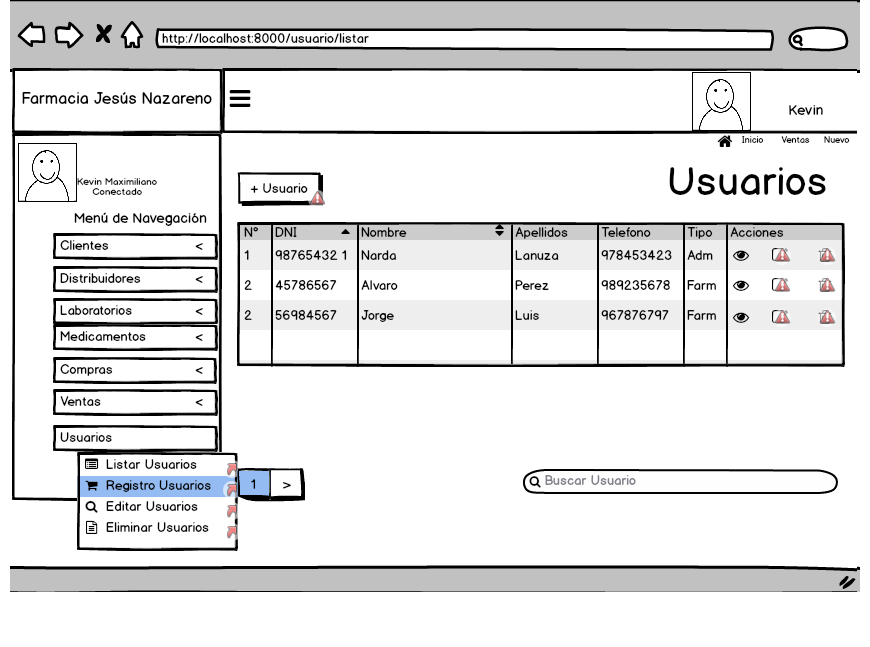 http://localhost:8000/usuario/listar
Farmacia Jesús Nazareno
Kevin
Inicio Ventas Nuevo
Kevin Maximiliano
Conectado
Menú de Navegación
Clientes <
Distribuidores <
Laboratorios <
Medicamentos <
Compras <
Ventas <
Usuarios
Listar Usuarios
Registro Usuarios
Editar Usuarios
Eliminar Usuarios
+ Usuario
Usuarios
N° DNI Nombre Apellidos Telefono Tipo Acciones
1 98765432 1 Narda Lanuza 978453423 Adm
2 45786567 Alvaro Perez 989235678 Farm
2 56984567 Jorge Luis 967876797 Farm
1 >
Buscar Usuario